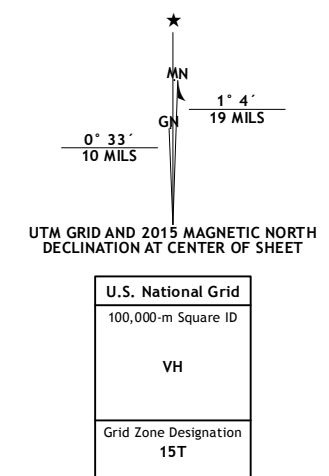 ★
MN
1° 4´
19 MILS
GN
0° 33´
10 MILS
UTM GRID AND 2015 MAGNETIC NORTH
DECLINATION AT CENTER OF SHEET
U.S. National Grid
100,000-m Square ID
VH
Grid Zone Designation
15T